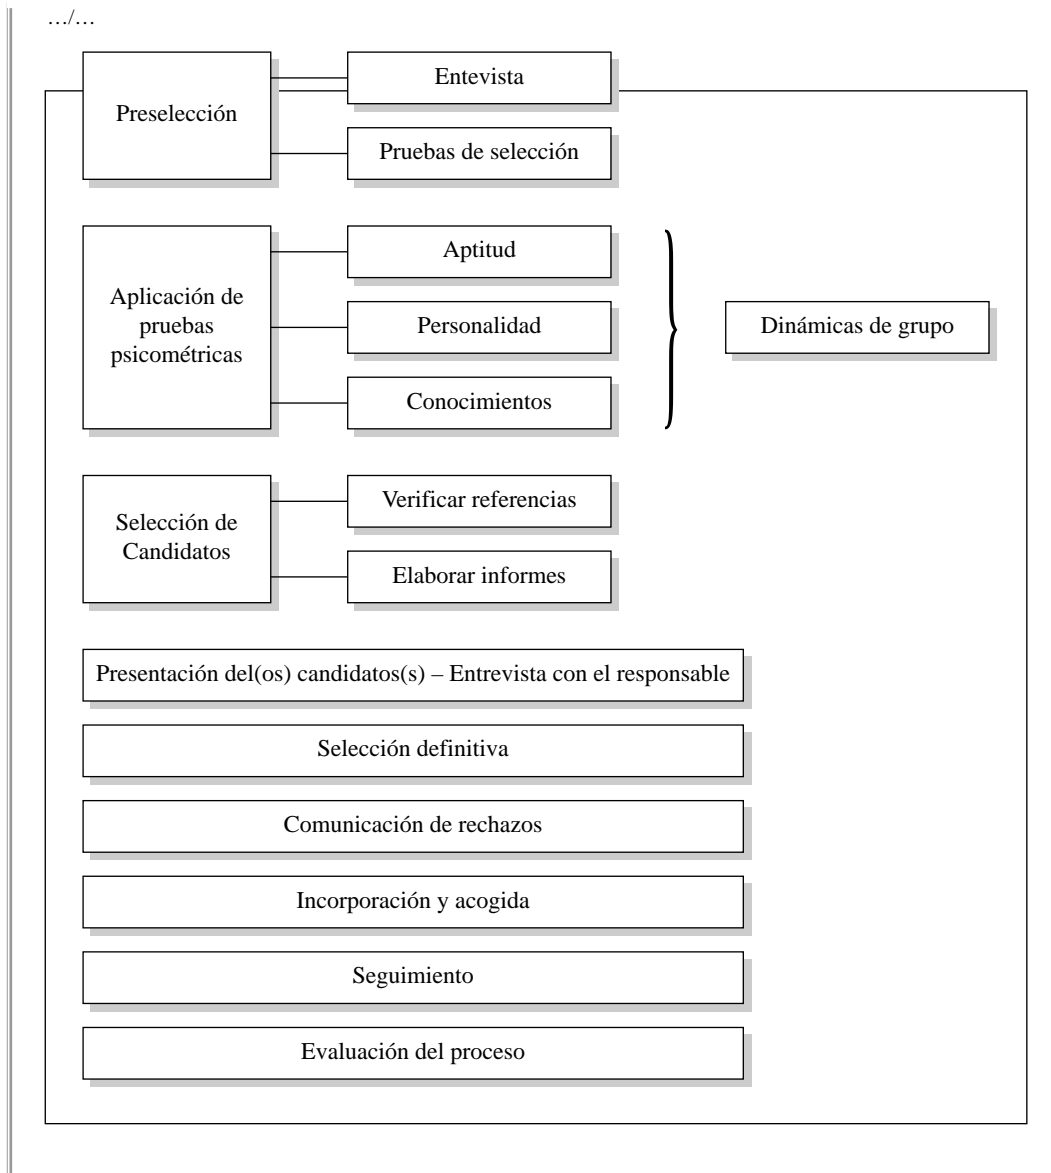 …/…
Preselección
Entevista
Pruebas de selección
Aplicación de
pruebas
psicométricas
Aptitud
Personalidad
Conocimientos
Dinámicas de grupo
Selección de
Candidatos
Verificar referencias
Elaborar informes
Presentación del(os) candidatos(s) – Entrevista con el responsable
Selección definitiva
Comunicación de rechazos
Incorporación y acogida
Seguimiento
Evaluación del proceso